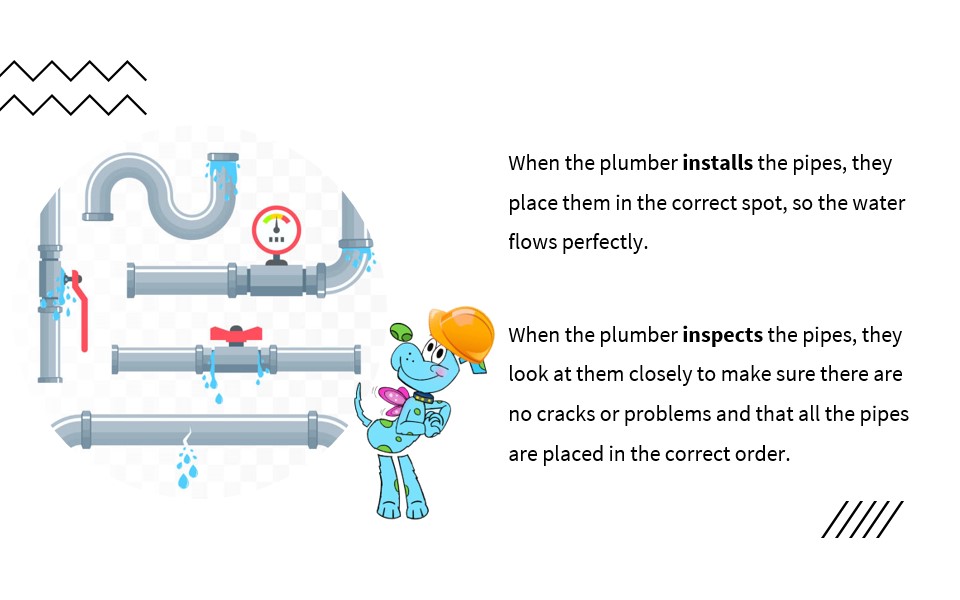 When the plumber installs the pipes, they
place them in the correct spot, so the water
flows perfectly.
When the plumber inspects the pipes, they
look at them closely to make sure there are
no cracks or problems and that all the pipes
are placed in the correct order.